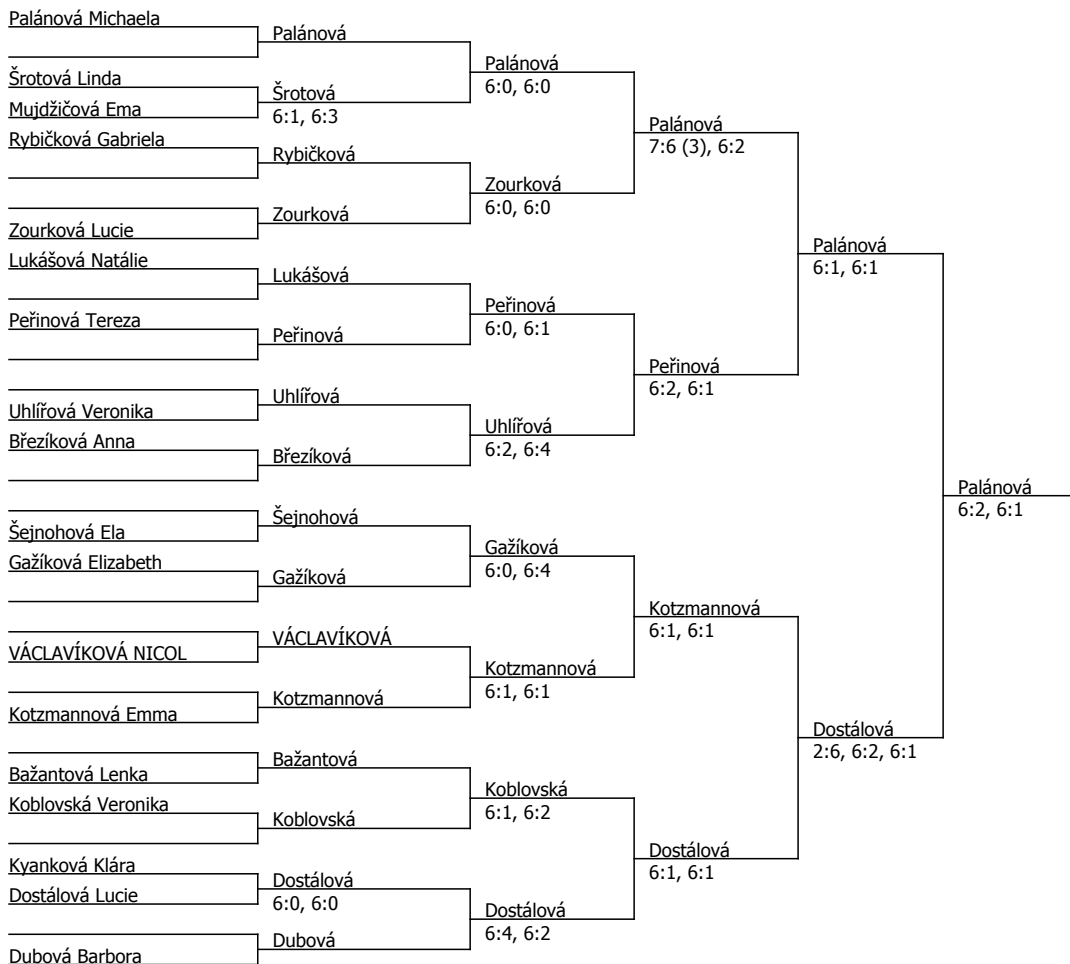 Palánová Michaela
Šrotová Linda
Mujdžičová Ema
Rybičková Gabriela
Zourková Lucie
Lukášová Natálie
Peřinová Tereza
Uhlířová Veronika
Březíková Anna
Šejnohová Ela
Gažíková Elizabeth
VÁCLAVÍKOVÁ NICOL
Kotzmannová Emma
Bažantová Lenka
Koblovská Veronika
Kyanková Klára
Dostálová Lucie
Dubová Barbora
Palánová
Šrotová
6:1, 6:3
Rybičková
Zourková
Lukášová
Peřinová
Uhlířová
Březíková
Šejnohová
Gažíková
VÁCLAVÍKOVÁ
Kotzmannová
Bažantová
Koblovská
Dostálová
6:0, 6:0
Dubová
Palánová
6:0, 6:0
Zourková
6:0, 6:0
Peřinová
6:0, 6:1
Uhlířová
6:2, 6:4
Gažíková
6:0, 6:4
Kotzmannová
6:1, 6:1
Koblovská
6:1, 6:2
Dostálová
6:4, 6:2
Palánová
7:6 (3), 6:2
Peřinová
6:2, 6:1
Kotzmannová
6:1, 6:1
Dostálová
6:1, 6:1
Palánová
6:1, 6:1
Dostálová
2:6, 6:2, 6:1
Palánová
6:2, 6:1